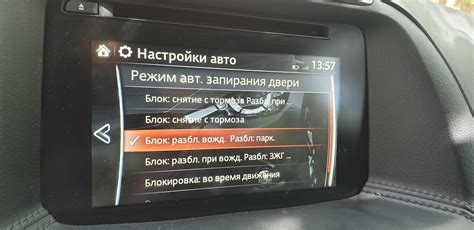 Настройки авто
13:57
Режим авт. запирания двери
Блок: снятие с тормоза Разбл: при ...
Блок: снятие с тормоза
Блок: разбл. вожд. Разбл: парк.
Блок: разбл. при вожд. Разбл: ЗЖГ ...
Блокировка: во время движения